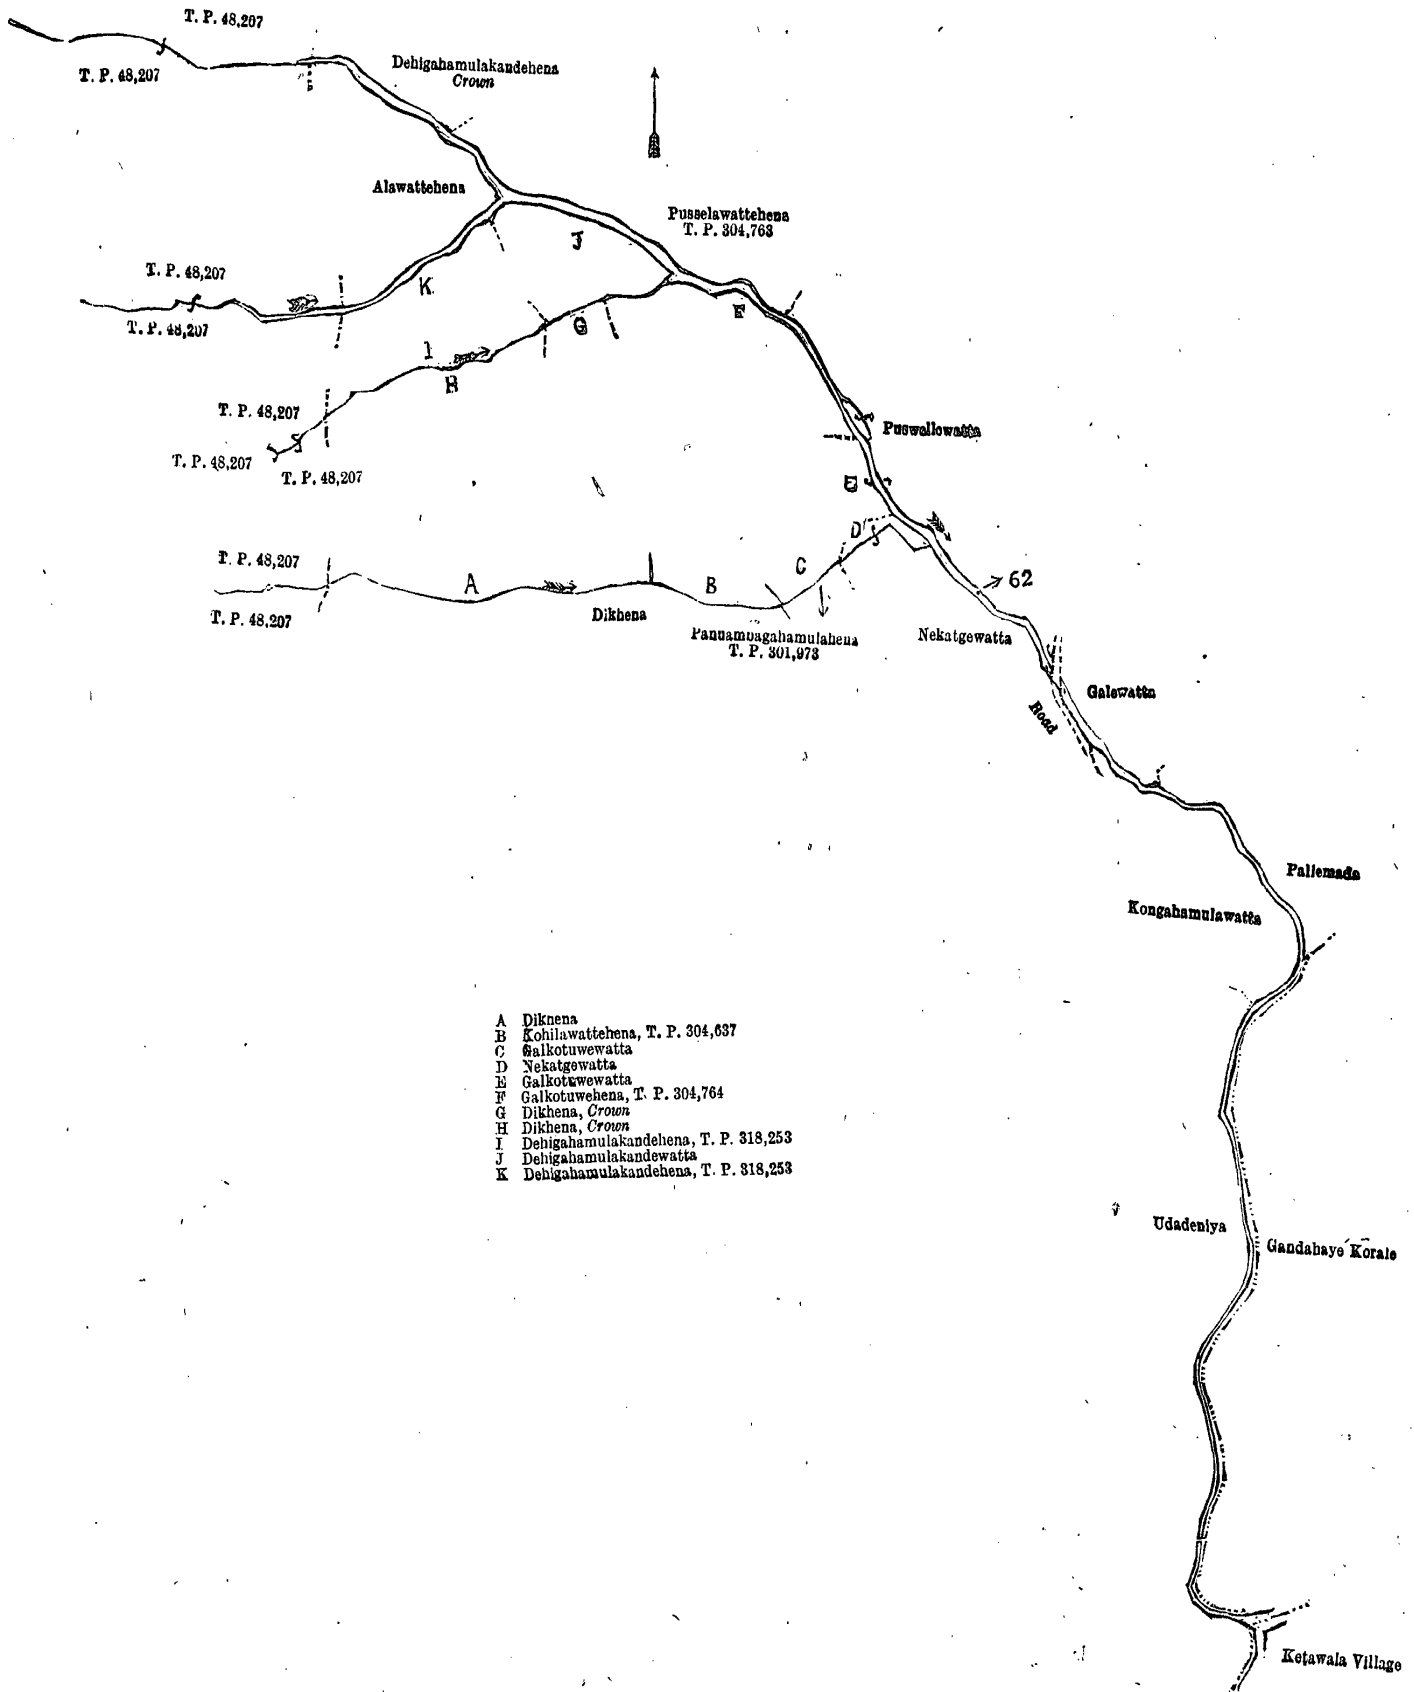 T. P. 48,207
T. P. 48,207
Dehigahamulakandehena
Crown
Alawattehena
Pusselawattehena
T. P. 304,763
J
T. P. 48,207
K
T. P. 48,207
F
G
I
H
T. P. 48,207
T. P. 48,207
T. P. 48,207
Puswellowatta
E
D
T. P. 48,207
C
A
B
62
T. P. 48,207
Dikhena
Pannambagahamulahena
T. P. 301,973
Nekatgewatta
Galewatta
Road
Pallemada
Kongahamulawatta
A Diknena
B Kohilawattehena, T. P. 304,637
C Galkotuwewatta
D Nekatgewatta
E Galkotuwewatta
F Galkotuwehena, T. P. 304,764
G Dikhena, Crown
H Dikhena, Crown
I Dehigahamulakandehena, T. P. 318,253
J Dehigahamulakandewatta
K Dehigahamulakandehena, T. P. 318,253
Udadeniya
Gandahaye Korale
Ketawala Village